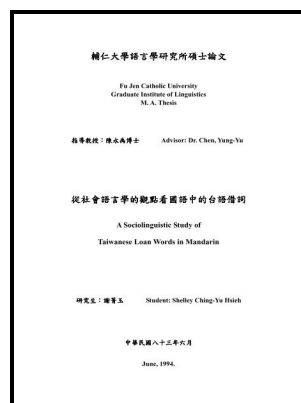 輔仁大學語言學研究所碩士論文
Fu Jen Catholic University
Graduate Institute of Linguistics
M. A. Thesis
指導教授：陳永禹博士 Advisor: Dr. Chen, Yung-Yu
從社會語言學的觀點看國語中的台語借詞
A Sociolinguistic Study of
Taiwanese Loan Words in Mandarin
研究生：謝菁玉 Student: Shelley Ching-Yu Hsieh
中華民國八十三年六月
June, 1994.